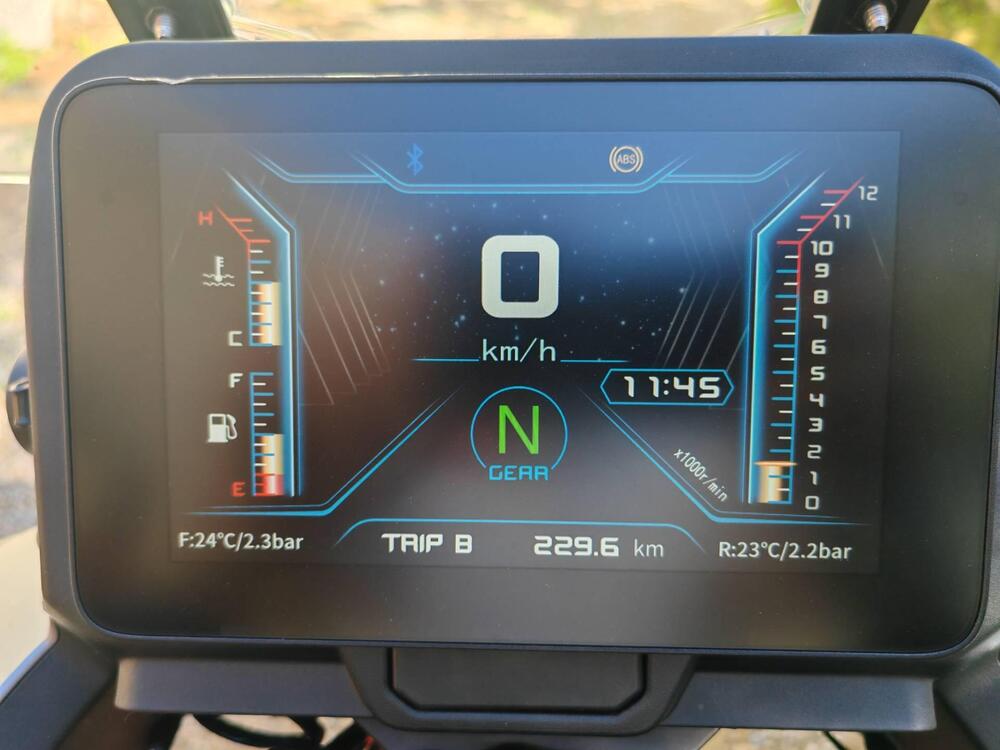 ABS
H
C
F
E
0
km/h
N
GEAR
11:45
12
11
10
9
8
7
6
5
4
3
2
1
0
x1000r/min
F:24℃/2.3bar
TRIP B 229.6 km
R:23℃/2.2bar